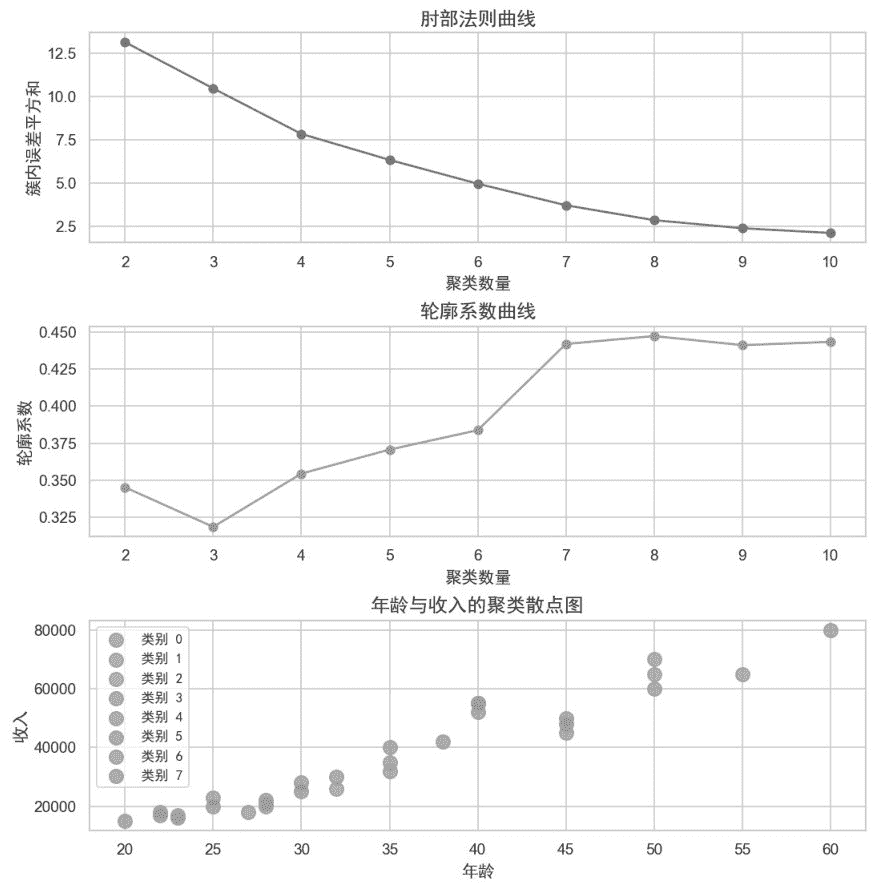 肘部法则曲线
簇内误差平方和
12.5
10.0
7.5
5.0
2.5
2 3 4 5 6 7 8 9 10
聚类数量
轮廓系数曲线
轮廓系数
0.450
0.425
0.400
0.375
0.350
0.325
2 3 4 5 6 7 8 9 10
聚类数量
年龄与收入的聚类散点图
收入
80000
60000
40000
20000
类别 0
类别 1
类别 2
类别 3
类别 4
类别 5
类别 6
类别 7
20 25 30 35 40 45 50 55 60
年龄